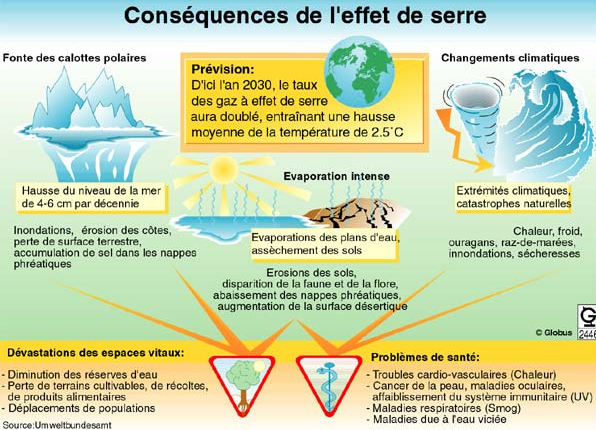 Conséquences de l'effet de serre
Fonte des calottes polaires
Prévision:
D'ici l'an 2030, le taux
des gaz à effet de serre
aura doublé, entraînant une hausse
moyenne de la température de 2.5°C
Changements climatiques
Hausse du niveau de la mer
de 4-6 cm par décennie
Inondations, érosion des côtes,
perte de surface terrestre,
accumulation de sel dans les nappes
phréatiques
Evaporation intense
Evaporations des plans d'eau,
assèchement des sols
Erosions des sols,
disparition de la faune et de la flore,
abaissement des nappes phréatiques,
augmentation de la surface désertique
Extrémités climatiques,
catastrophes naturelles
Chaleur, froid,
ouragans, raz-de-marées,
innondations, sécheresses
© Globus
G
2446
Dévastations des espaces vitaux:
- Diminution des réserves d'eau
- Perte de terrains cultivables, de récoltes,
de produits alimentaires
- Déplacements de populations
Source:Umweltbundesamt
Problèmes de santé:
- Troubles cardio-vasculaires (Chaleur)
- Cancer de la peau, maladies oculaires,
affaiblissement du système immunitaire (UV)
- Maladies respiratoires (Smog)
- Maladies due à l'eau viciée